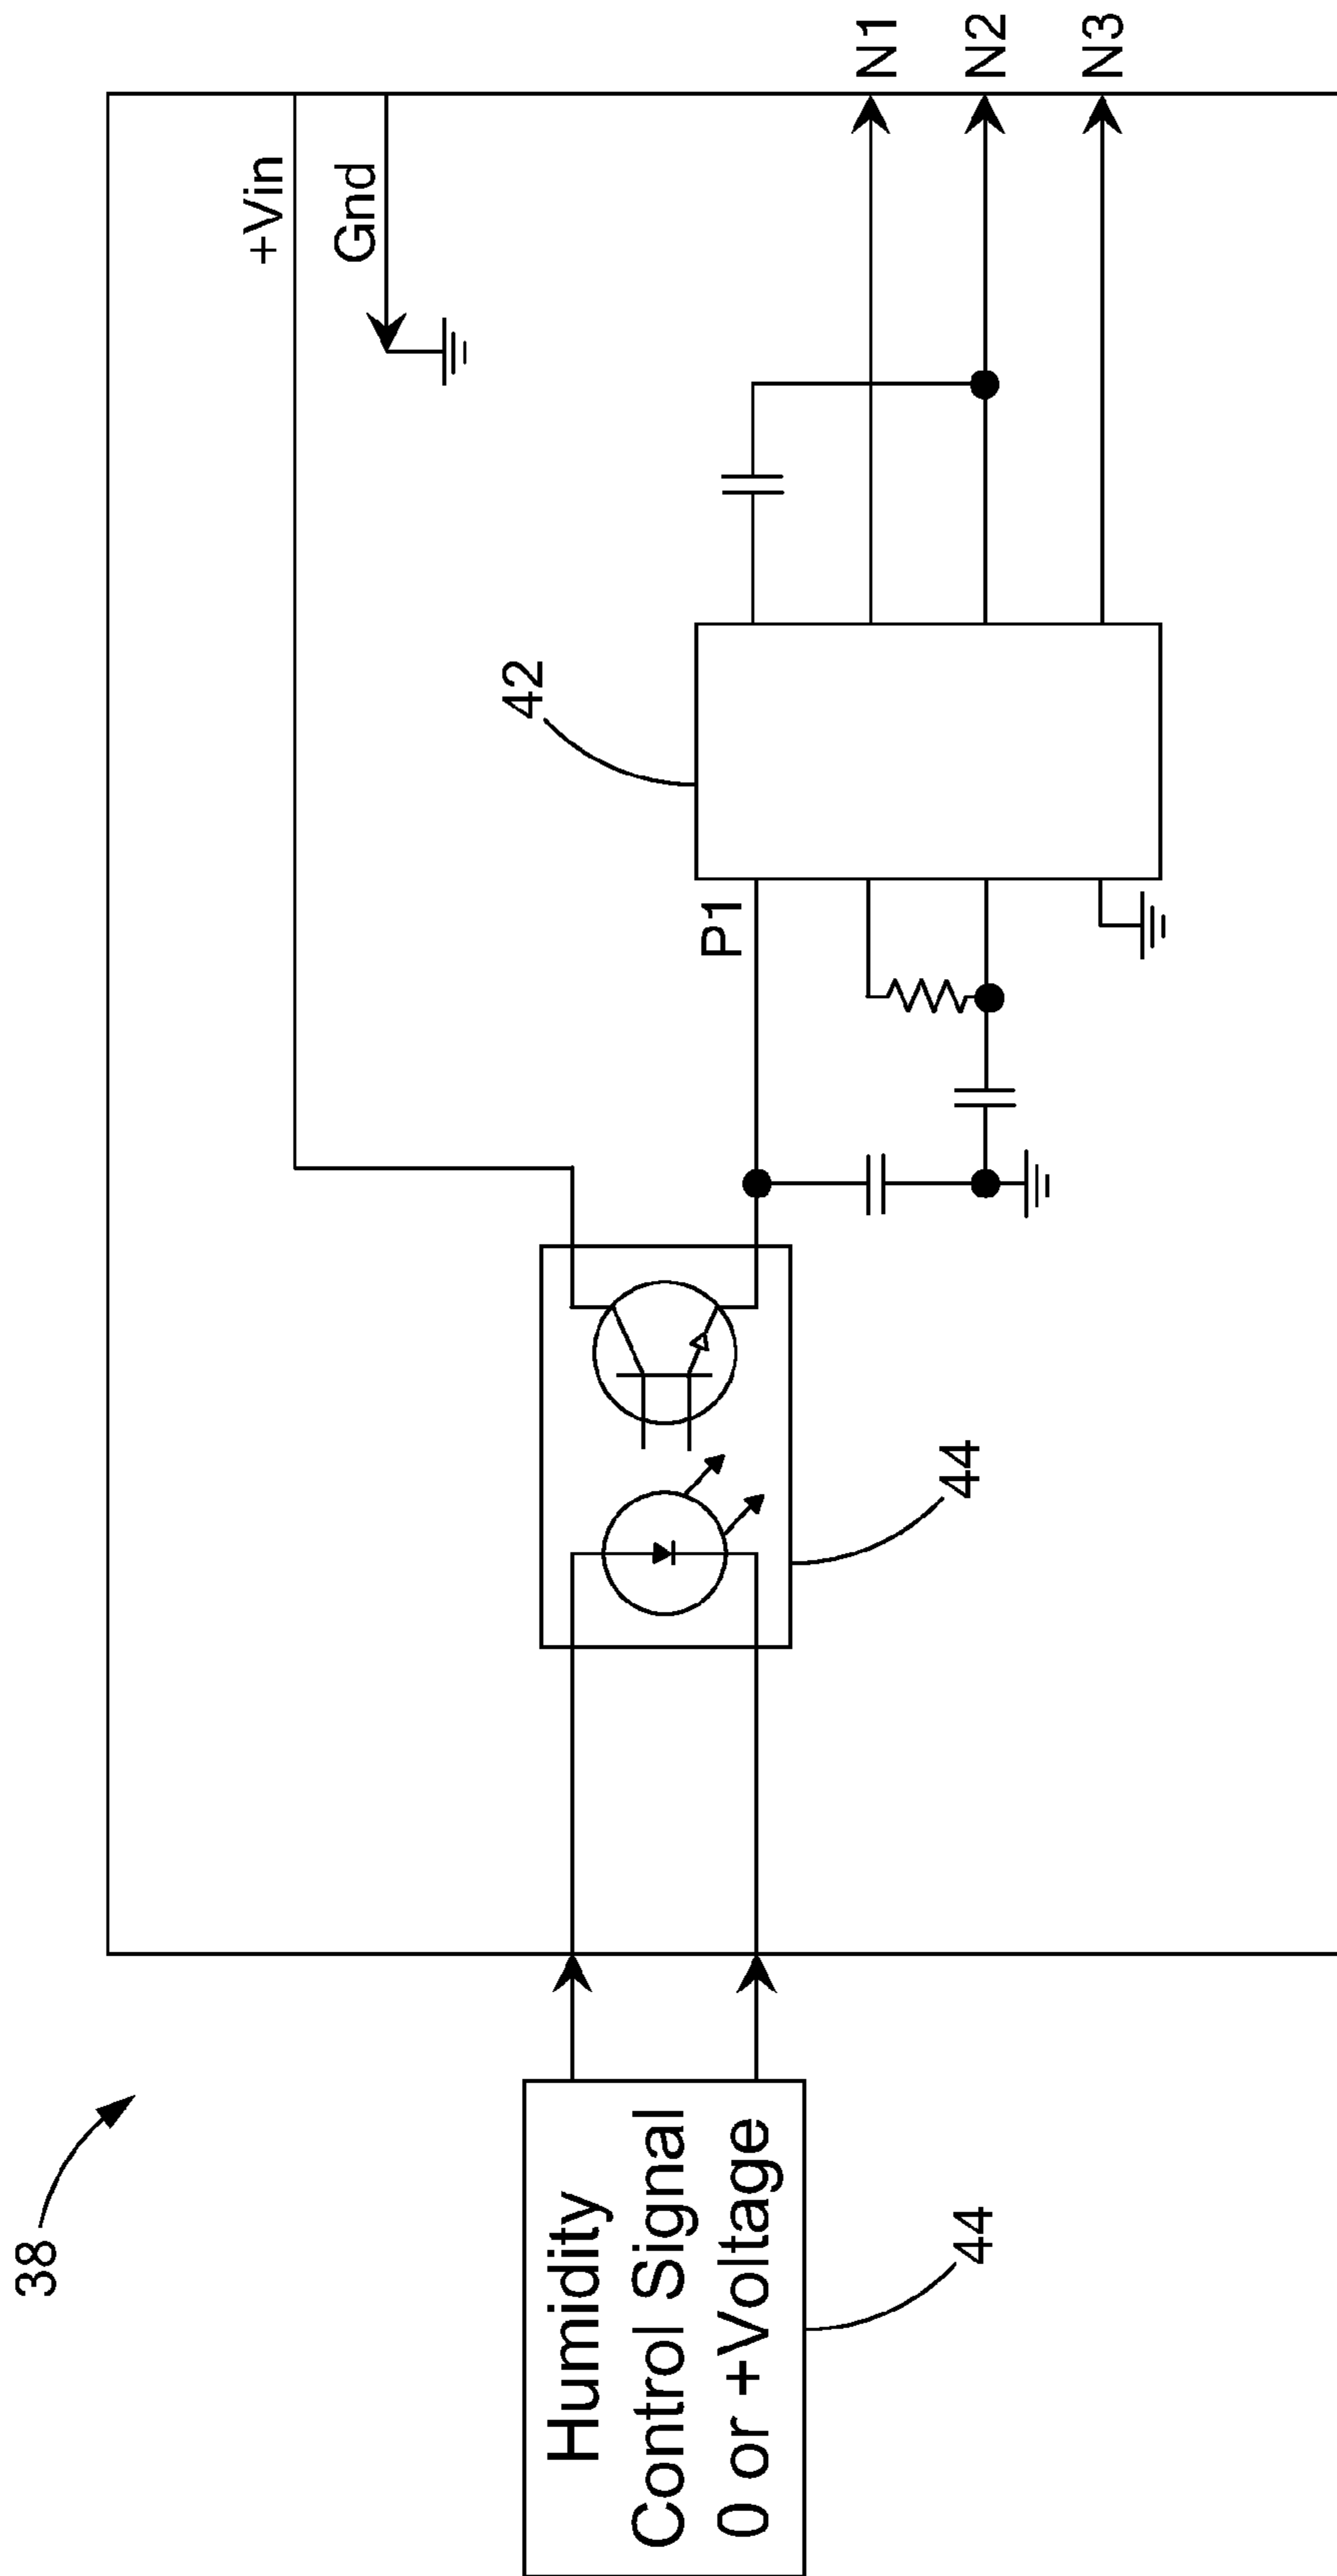 38
Humidity
Control Signal
0 or +Voltage
44
44
P1
42
+Vin
Gnd
N1
N2
N3